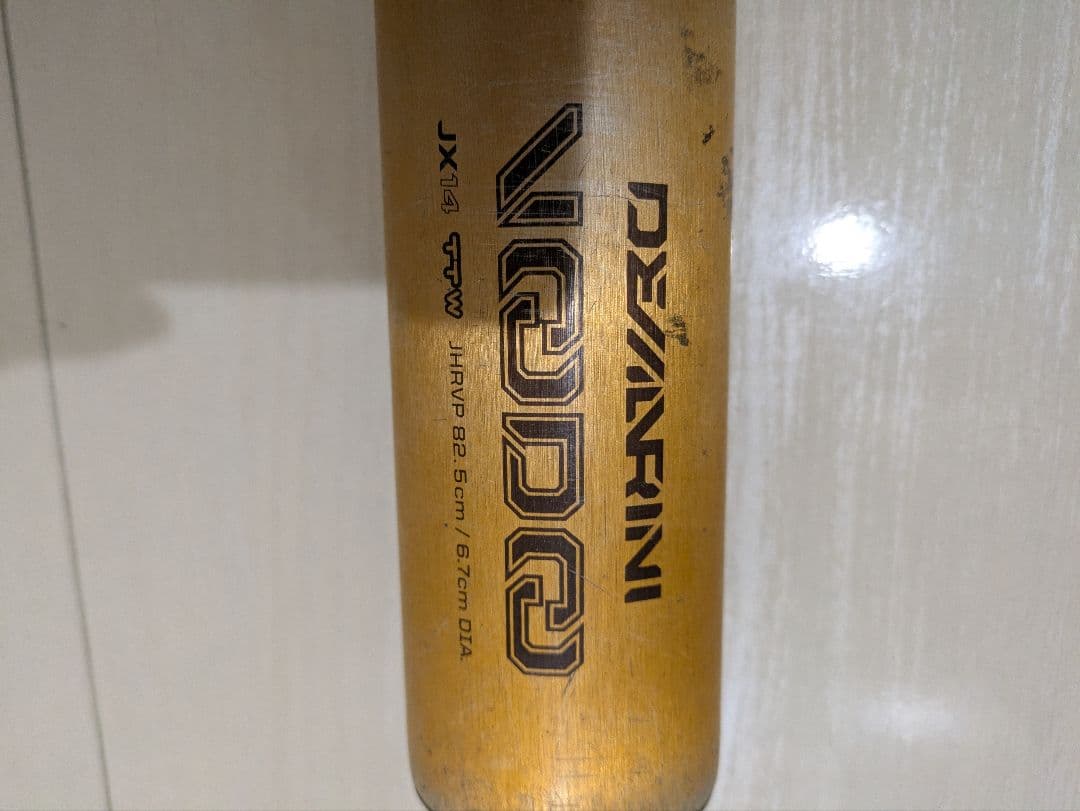 DEMARINI
VOODOO
JX14 TTW JHRVP 82.5cm / 6.7cm DIA.